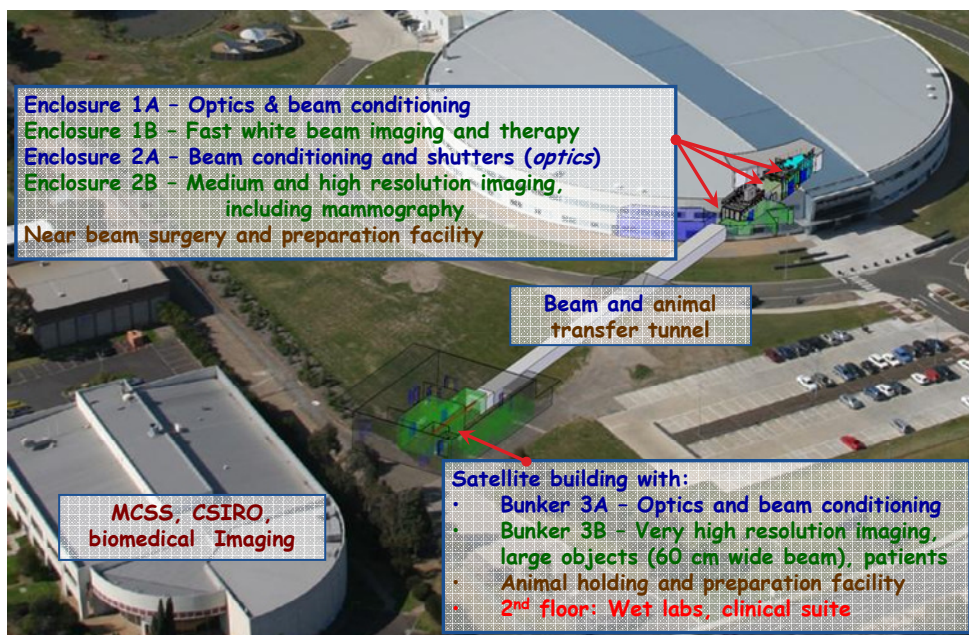 Enclosure 1A – Optics & beam conditioning
Enclosure 1B – Fast white beam imaging and therapy
Enclosure 2A – Beam conditioning and shutters (optics)
Enclosure 2B – Medium and high resolution imaging,
including mammography
Near beam surgery and preparation facility
Beam and animal
transfer tunnel
Satellite building with:
• Bunker 3A – Optics and beam conditioning
• Bunker 3B – Very high resolution imaging,
large objects (60 cm wide beam), patients
• Animal holding and preparation facility
• 2nd floor: Wet labs, clinical suite
MCSS, CSIRO,
biomedical Imaging